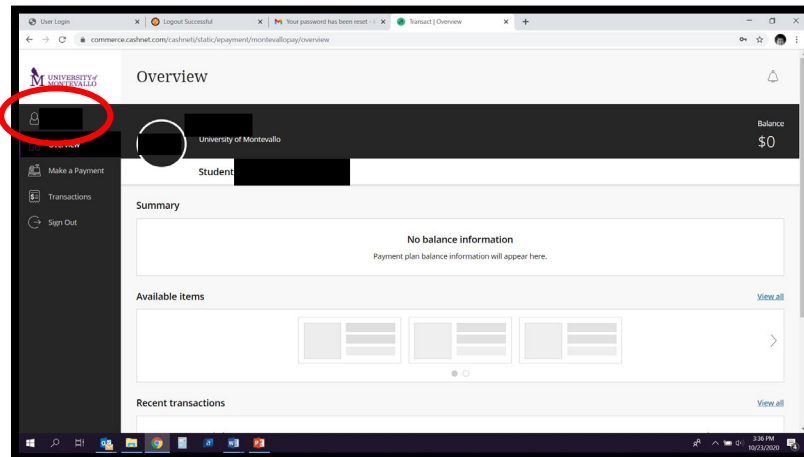 User Login
Logout Successful
Your password has been reset
Transact | Overview
commerce.cashnet.com/cashneti/static/epayment/montevallopay/overview
UNIVERSITY of
MONTEVALLO
Overview
Balance
$0
University of Montevallo
Overview
Student
Make a Payment
Transactions
Sign Out
Summary
No balance information
Payment plan balance information will appear here.
Available items
View all
Recent transactions
View all
3:36 PM
10/23/2020